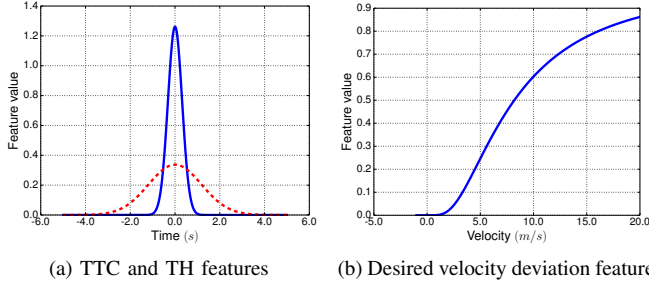 1.4
1.2
1.0
0.8
0.6
0.4
0.2
0.0
Feature value
-6.0 -4.0 -2.0 0.0 2.0 4.0 6.0
Time (s)
(a) TTC and TH features
0.9
0.8
0.7
0.6
0.5
0.4
0.3
0.2
0.1
0.0
Feature value
-5.0 0.0 5.0 10.0 15.0 20.0
Velocity (m/s)
(b) Desired velocity deviation feature